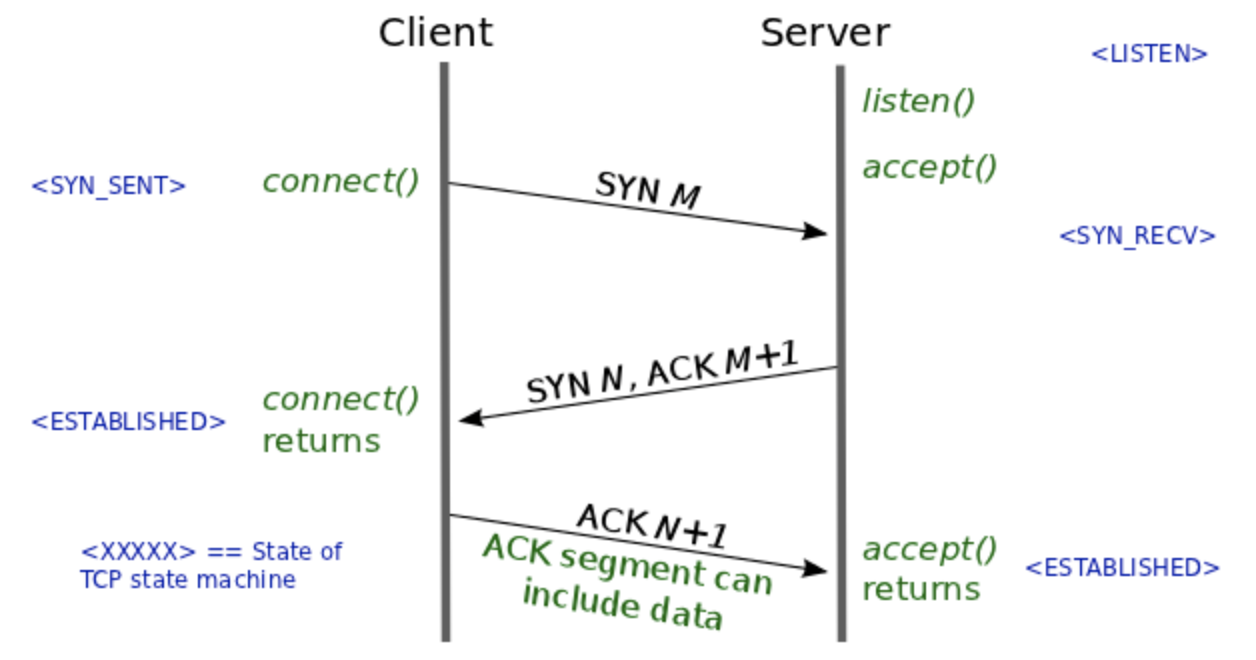 Client
Server
<LISTEN>
listen()
accept()
<SYN_SENT>
connect()
SYN M
<SYN_RECV>
SYN N, ACK M+1
connect()
returns
<ESTABLISHED>
ACK N+1
ACK segment can
include data
accept()
returns
<ESTABLISHED>
<XXXXX> == State of
TCP state machine